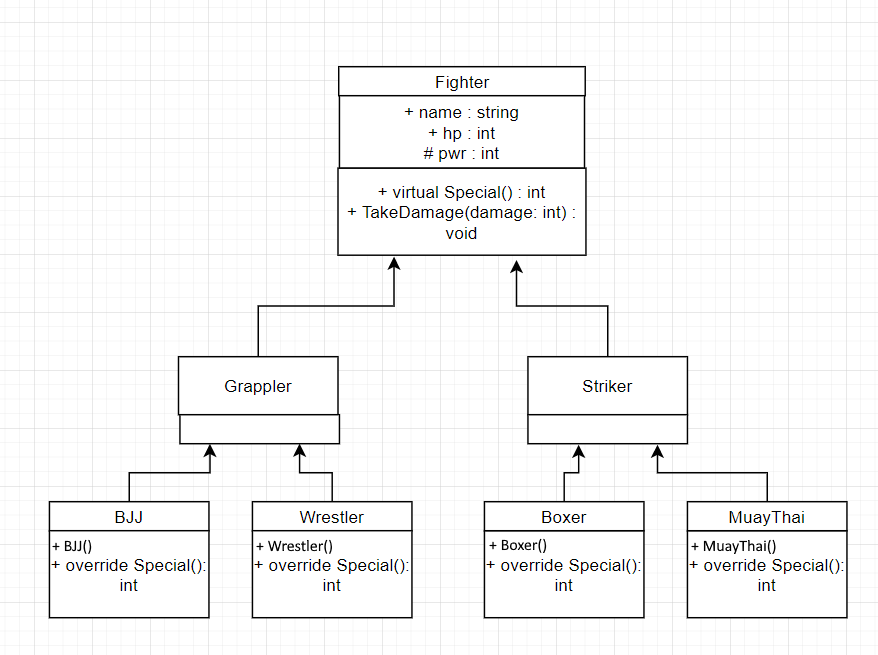 Fighter
+ name : string
+ hp : int
# pwr : int
+ virtual Special() : int
+ TakeDamage(damage: int) :
void
Grappler
Striker
BJJ
+ BJJ()
+ override Special():
int
Wrestler
+ Wrestler()
+ override Special():
int
Boxer
+ Boxer()
+ override Special():
int
MuayThai
+ MuayThai()
+ override Special():
int